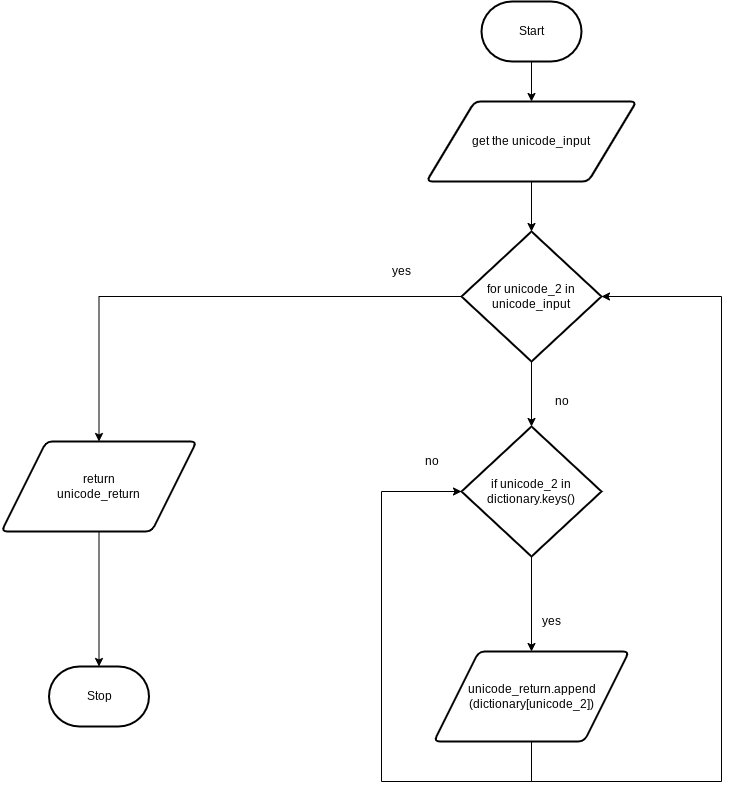 Start
get the unicode_input
yes
for unicode_2 in
unicode_input
no
no
if unicode_2 in
dictionary.keys()
return
unicode_return
yes
unicode_return.append
(dictionary[unicode_2])
Stop